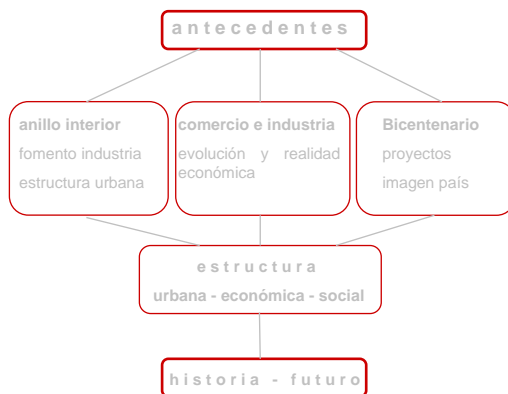 antecedentes
anillo interior
fomento industria
estructura urbana
comercio e industria
evolución y realidad
económica
Bicentenario
proyectos
imagen país
estructura
urbana - económica - social
historia - futuro